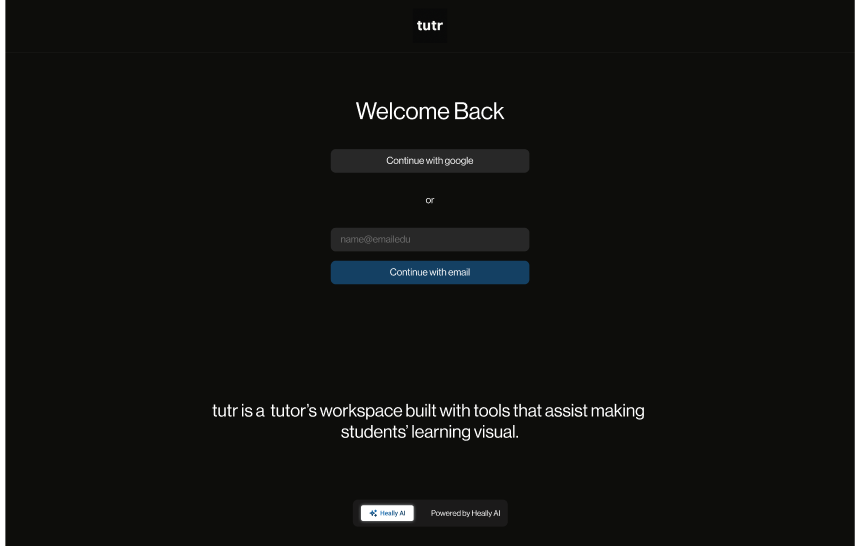 tutr
Welcome Back
Continue with google
or
name@emailedu
Continue with email
tutr is a  tutor’s workspace built with tools that assist making
students’ learning visual.
Heally AI
Powered by Heally AI